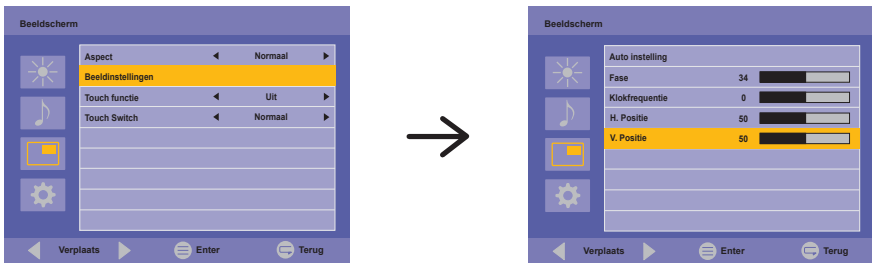 Beeldscherm
Aspect Normaal
Beeldinstellingen
Touch functie Uit
Touch Switch Normaal
Verplaats Enter Terug
Beeldscherm
Auto instelling
Fase 34
Klokfrequentie 0
H. Positie 50
V. Positie 50
Verplaats Enter Terug